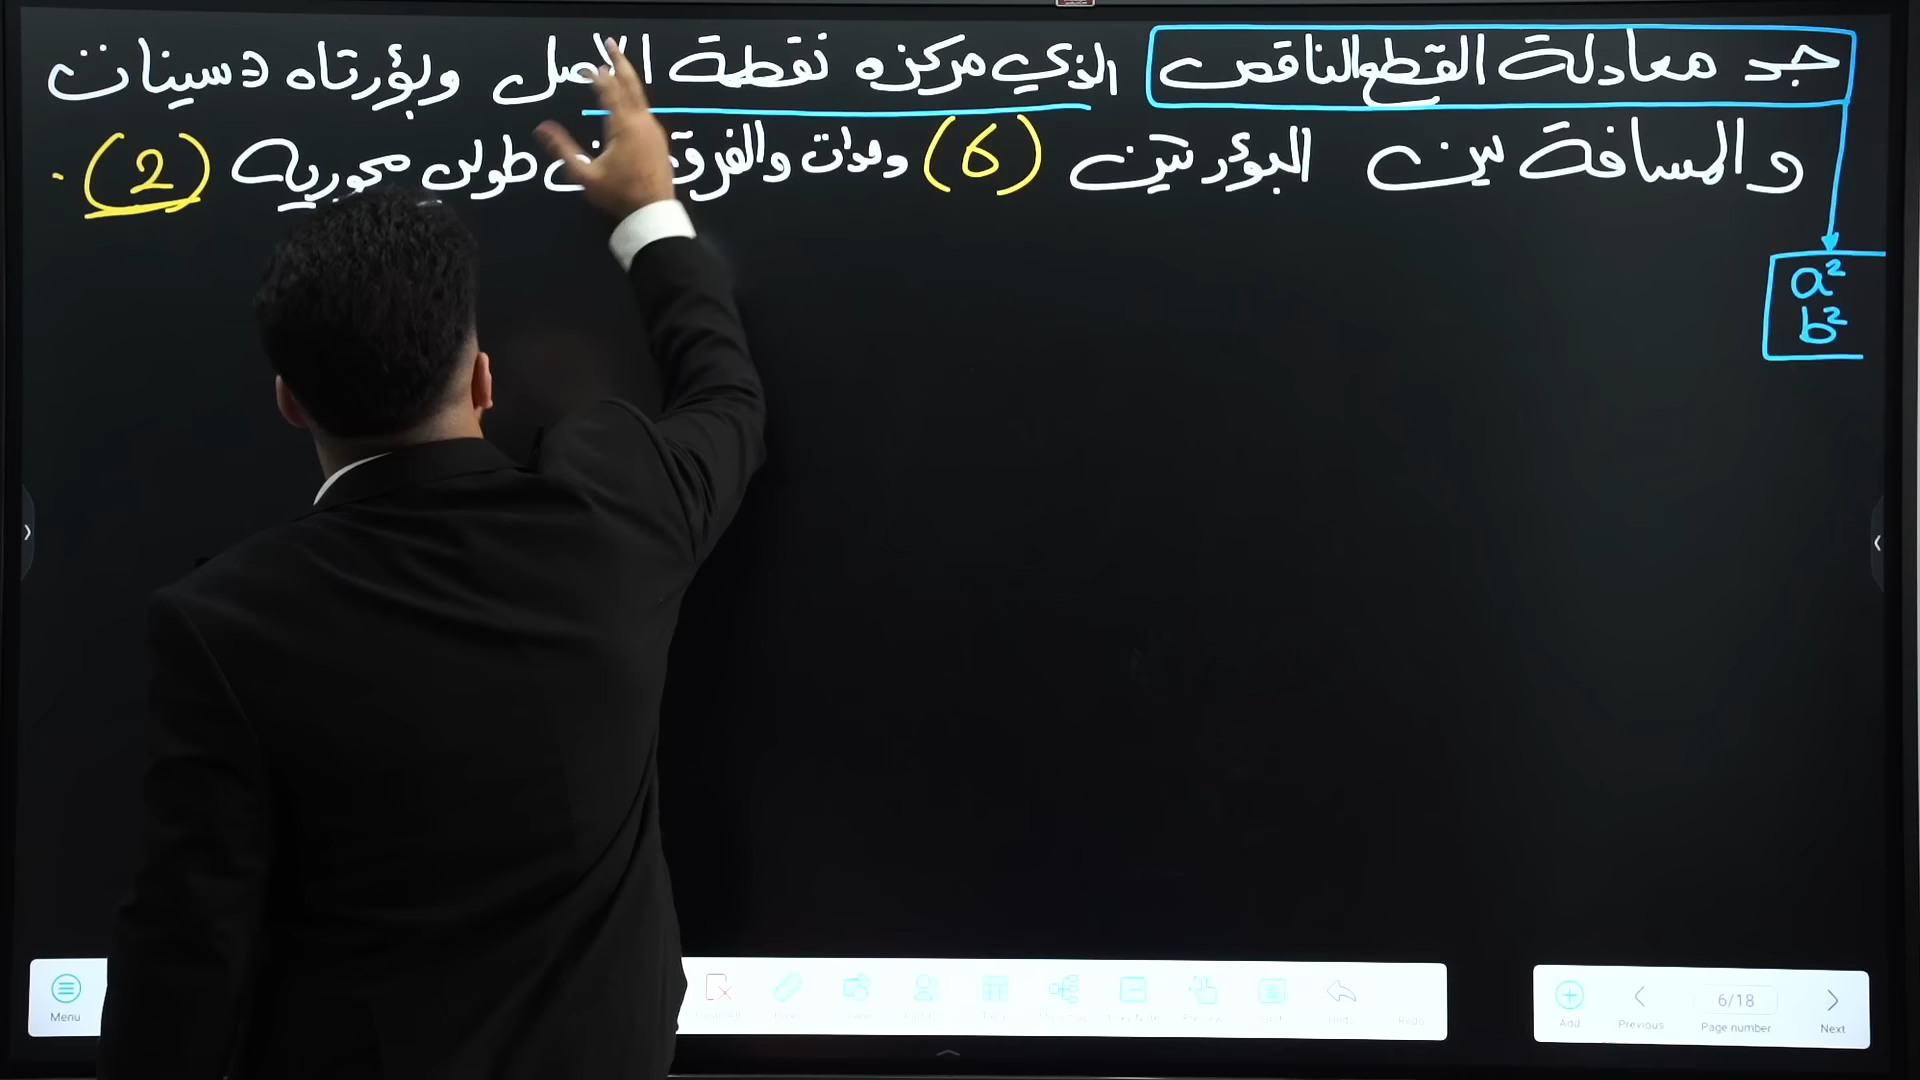 جد معادلة القطع الناقص الذي مركزه نقطة الاصل وبؤرتاه دسينات
والمسافة بين البؤرتين (6) وحدات والفرق طولي محوريه (2).
a²
b²
Menu
Add
Previous
6/18
Page number
Next